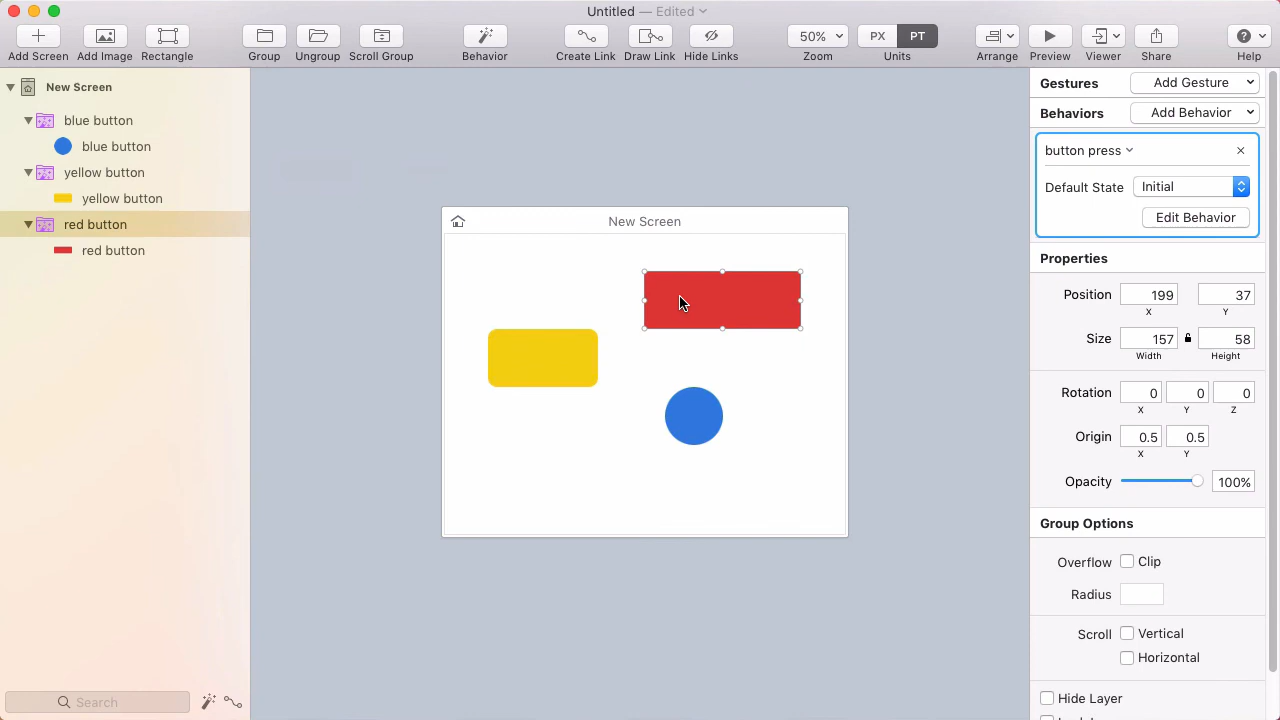 Untitled — Edited
Add Screen Add Image Rectangle Group Ungroup Scroll Group Behavior Create Link Draw Link Hide Links 50% Zoom PX PT Units Arrange Preview Viewer Share ? Help
New Screen
blue button
blue button
yellow button
yellow button
red button
red button
Search
New Screen
Gestures Add Gesture
Behaviors Add Behavior
button press
Default State Initial
Edit Behavior
Properties
Position 199 37
X Y
Size 157 58
Width Height
Rotation 0 0 0
X Y Z
Origin 0.5 0.5
X Y
Opacity 100%
Group Options
Overflow Clip
Radius
Scroll Vertical
Horizontal
Hide Layer